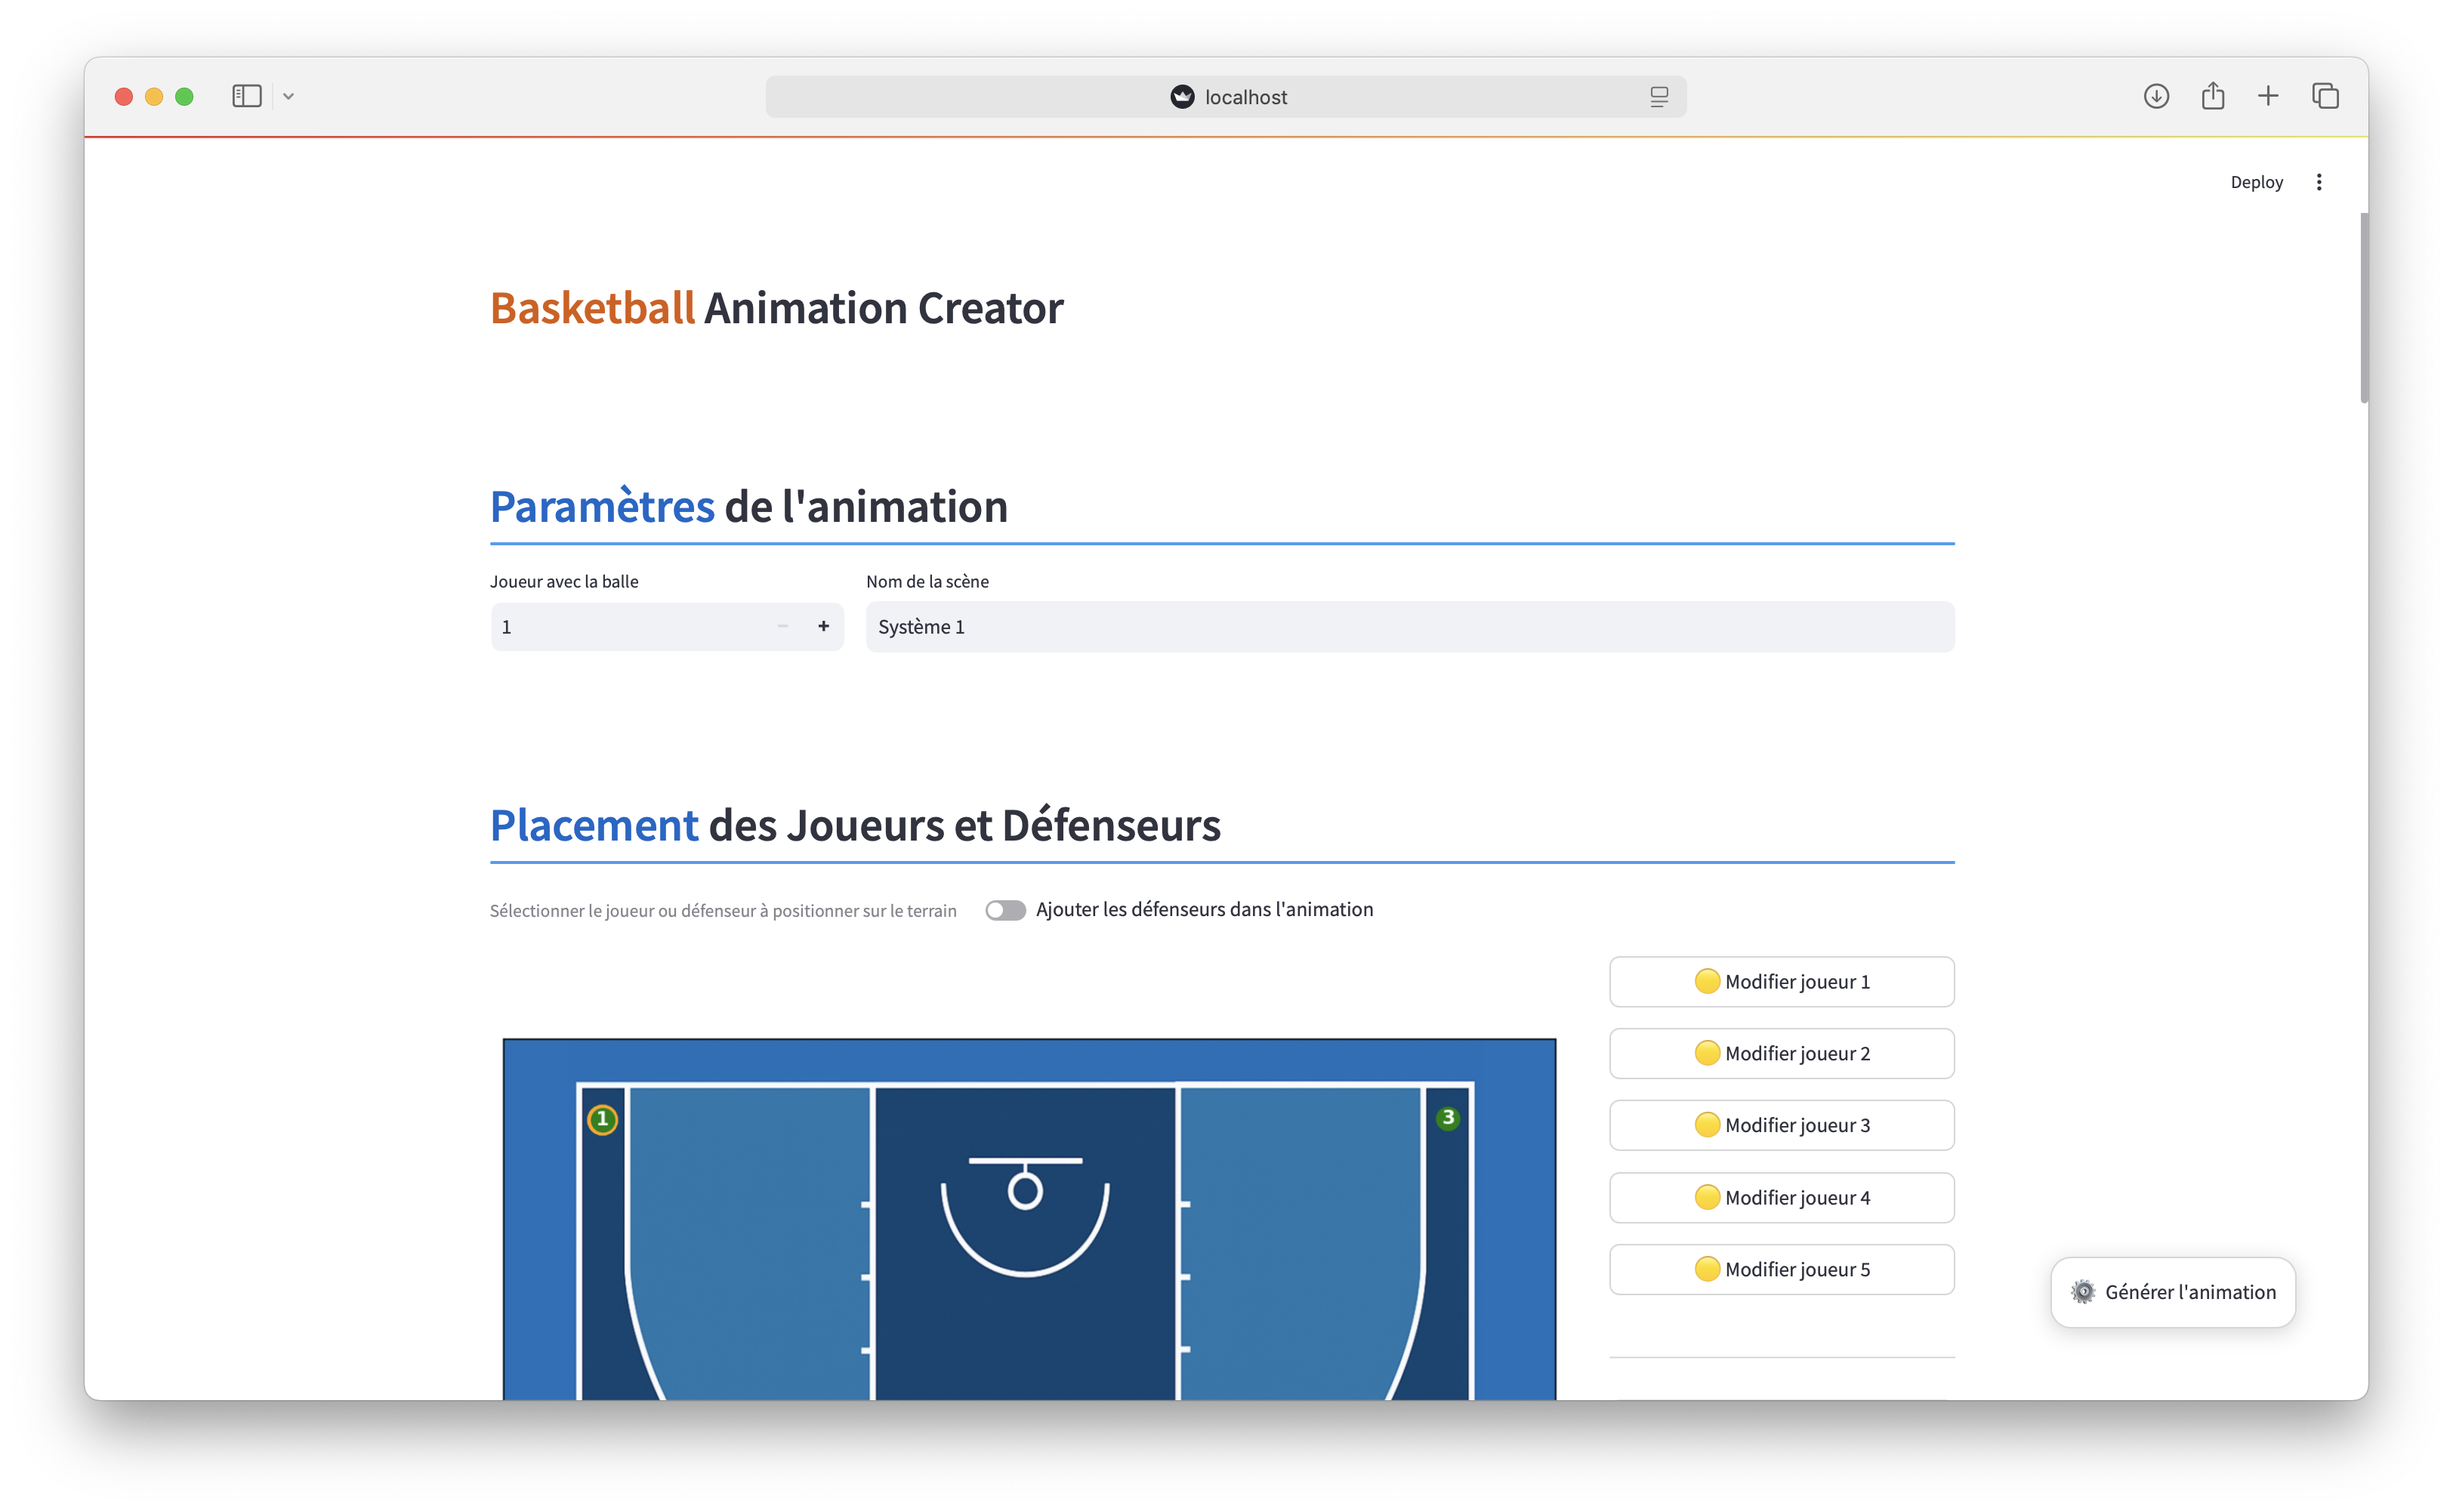 localhost
Deploy
Basketball Animation Creator
Paramètres de l'animation
Joueur avec la balle
Nom de la scène
1
Système 1
Placement des Joueurs et Défenseurs
Sélectionner le joueur ou défenseur à positionner sur le terrain
Ajouter les défenseurs dans l'animation
Modifier joueur 1
Modifier joueur 2
Modifier joueur 3
Modifier joueur 4
Modifier joueur 5
1
3
Générer l'animation